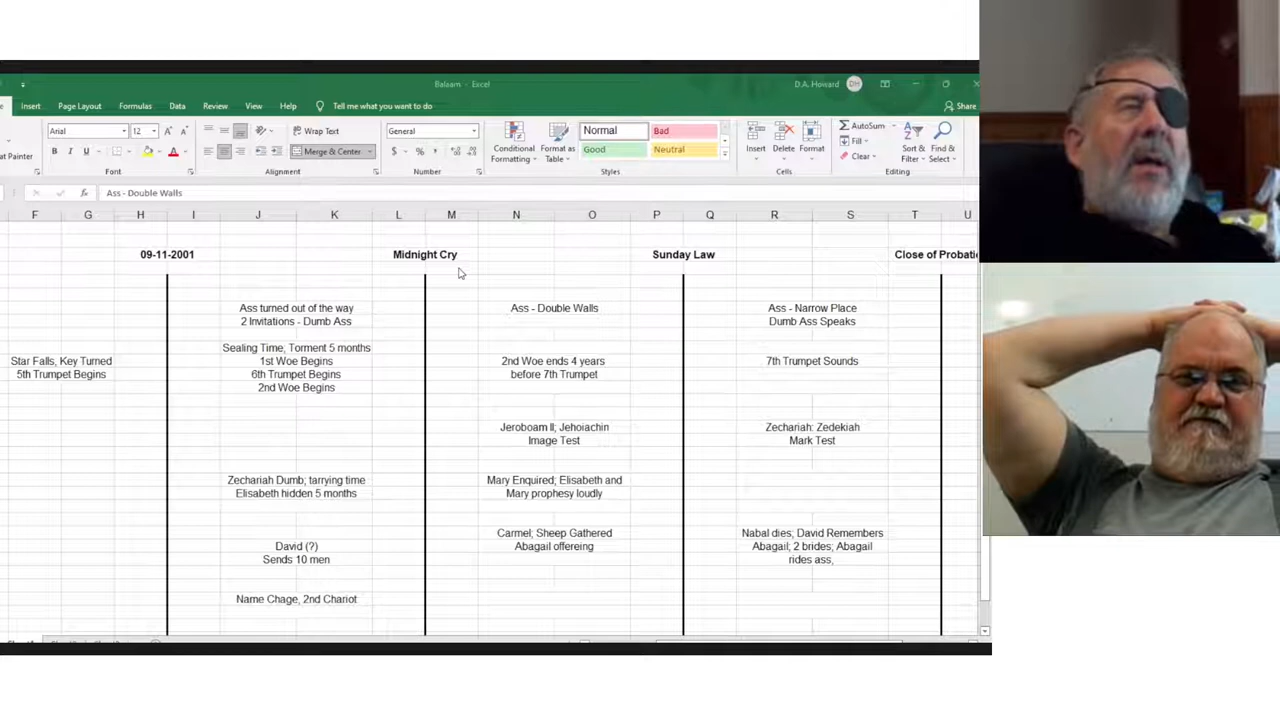 Balaam - Excel
D.A. Howard
DH
Insert
Page Layout
Formulas
Data
Review
View
Help
Tell me what you want to do
Share
Painter
Arial
12
Wrap Text
Merge & Center
General
Conditional
Formatting
Format as
Table
Normal
Bad
Good
Neutral
Insert
Delete
Format
AutoSum
Fill
Clear
Sort &
Filter
Find &
Select
Font
Alignment
Number
Styles
Cells
Editing
Ass - Double Walls
F G H I J K L M N O P Q R S T U
09-11-2001
Midnight Cry
Sunday Law
Close of Probatio
Ass turned out of the way
2 Invitations - Dumb Ass
Ass - Double Walls
Ass - Narrow Place
Dumb Ass Speaks
Star Falls, Key Turned
5th Trumpet Begins
Sealing Time; Torment 5 months
1st Woe Begins
6th Trumpet Begins
2nd Woe Begins
2nd Woe ends 4 years
before 7th Trumpet
7th Trumpet Sounds
Jeroboam II; Jehoiachin
Image Test
Zechariah: Zedekiah
Mark Test
Zechariah Dumb; tarrying time
Elisabeth hidden 5 months
Mary Enquired; Elisabeth and
Mary prophesy loudly
David (?)
Sends 10 men
Carmel; Sheep Gathered
Abagail offereing
Nabal dies; David Remembers
Abagail; 2 brides; Abagail
rides ass,
Name Chage, 2nd Chariot